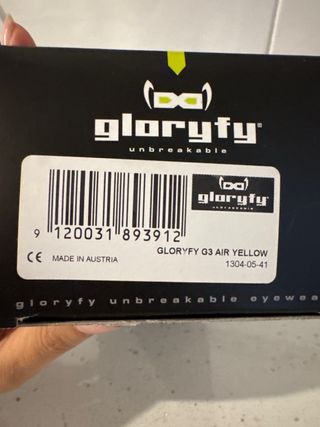 gloryfy®
unbreakable
gloryfy
unbreakable
9 120031 893912
GLORYFY G3 AIR YELLOW
CE MADE IN AUSTRIA
1304-05-41
gloryfy unbreakable eyewea